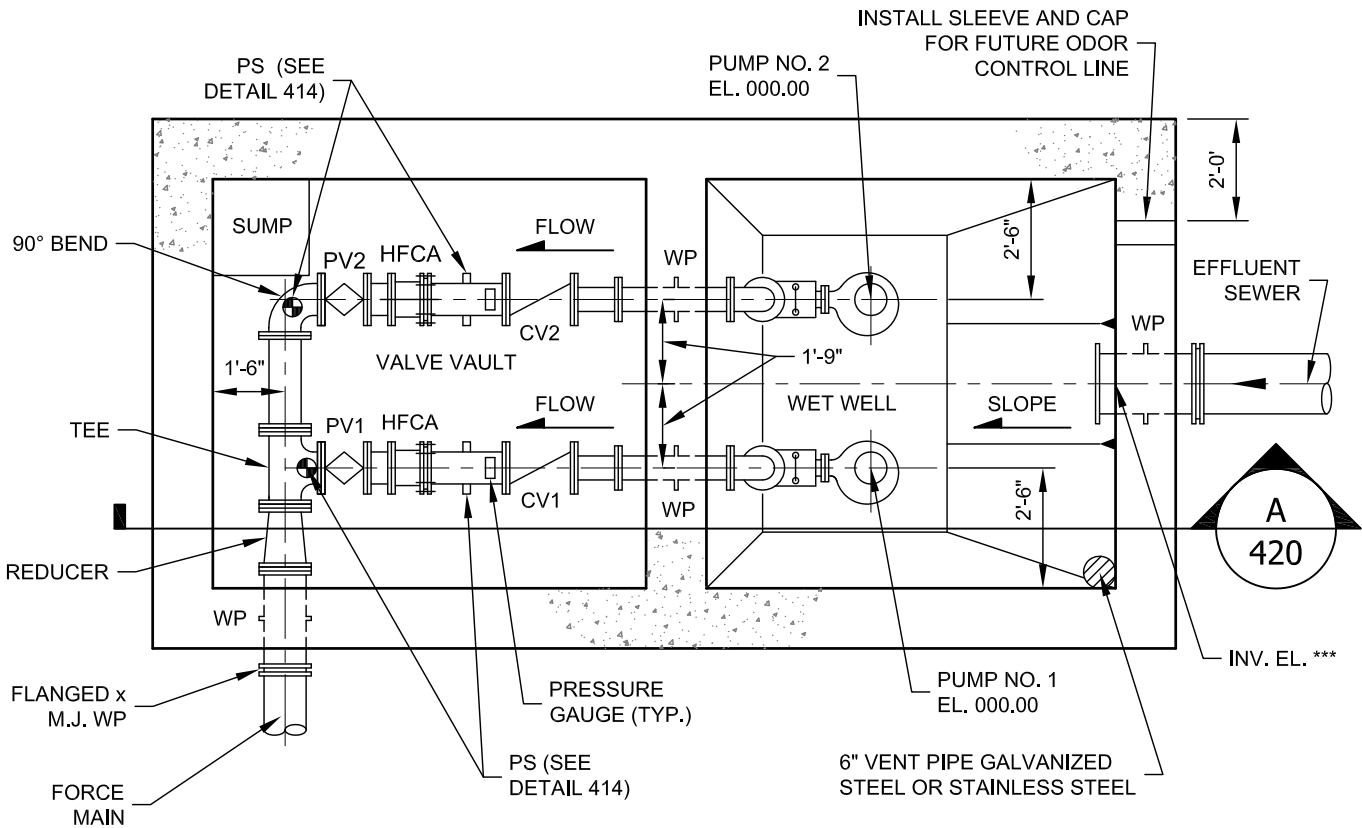 INSTALL SLEEVE AND CAP
FOR FUTURE ODOR
CONTROL LINE
PS (SEE
DETAIL 414)
PUMP NO. 2
EL. 000.00
2'-0'
SUMP
FLOW
90° BEND
PV2
HFCA
WP
2'-6"
EFFLUENT
SEWER
CV2
WP
VALVE VAULT
1'-9"
1'-6"
WET WELL
SLOPE
FLOW
TEE
PV1
HFCA
CV1
WP
2'-6"
A
420
REDUCER
WP
INV. EL. ***
FLANGED x
M.J. WP
PRESSURE
GAUGE (TYP.)
PUMP NO. 1
EL. 000.00
PS (SEE
DETAIL 414)
6" VENT PIPE GALVANIZED
STEEL OR STAINLESS STEEL
FORCE
MAIN